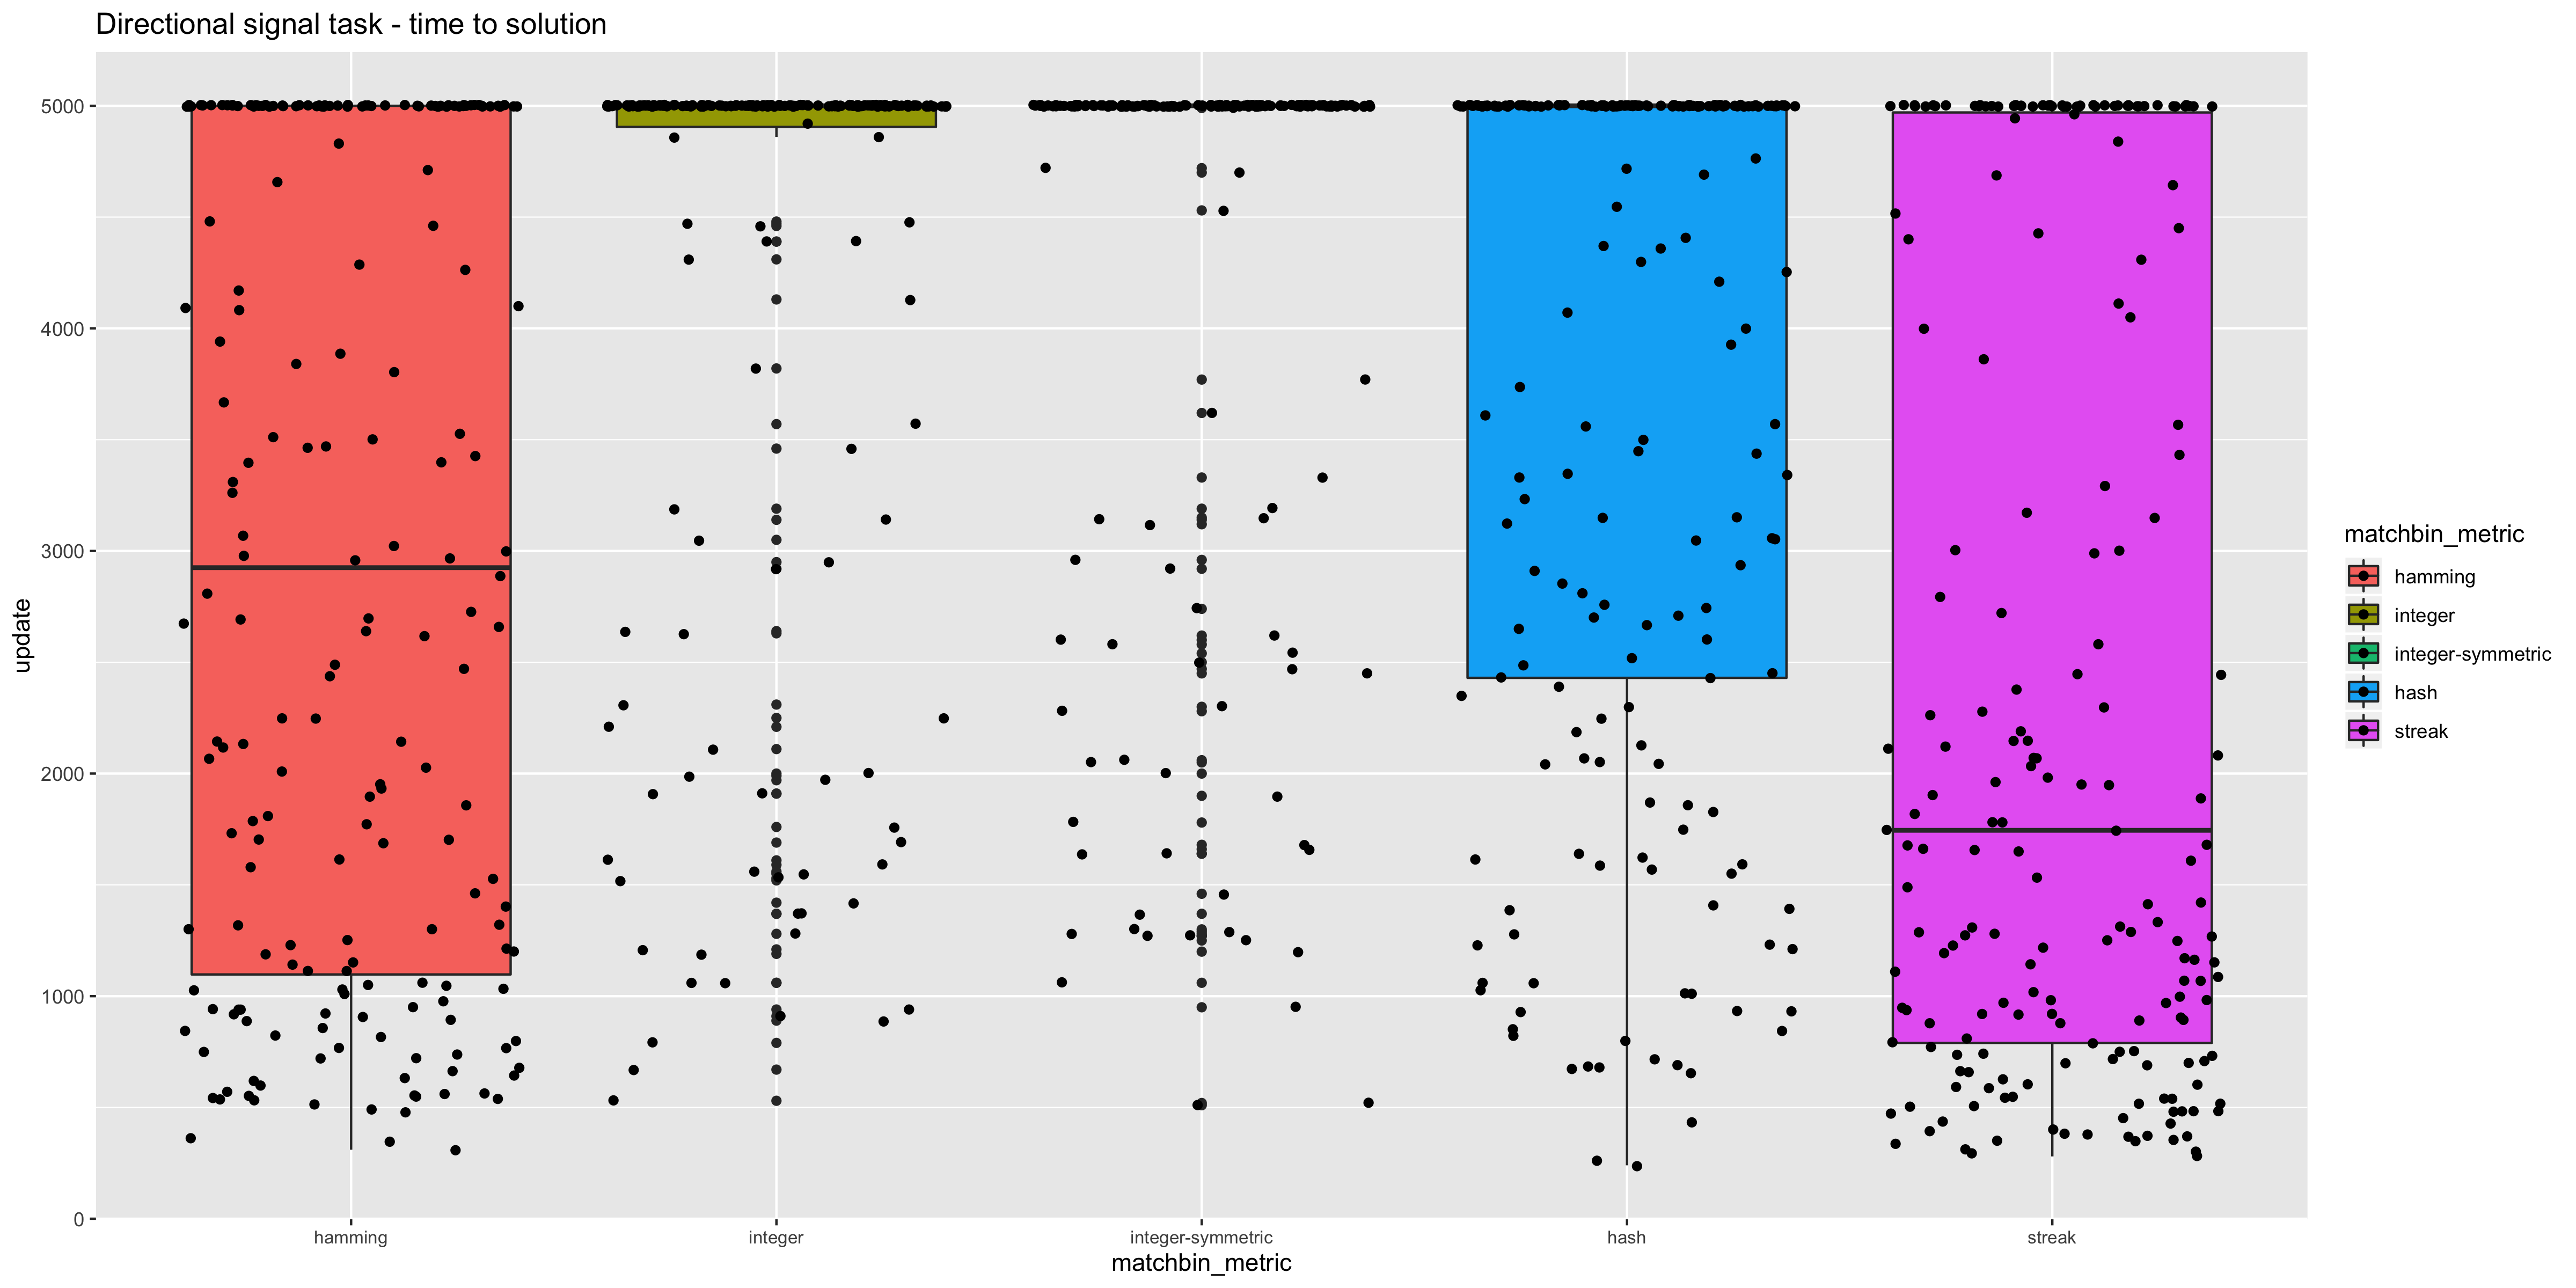 Directional signal task - time to solution
update
5000
4000
3000
2000
1000
0
hamming
integer
integer-symmetric
hash
streak
matchbin_metric
matchbin_metric
hamming
integer
integer-symmetric
hash
streak